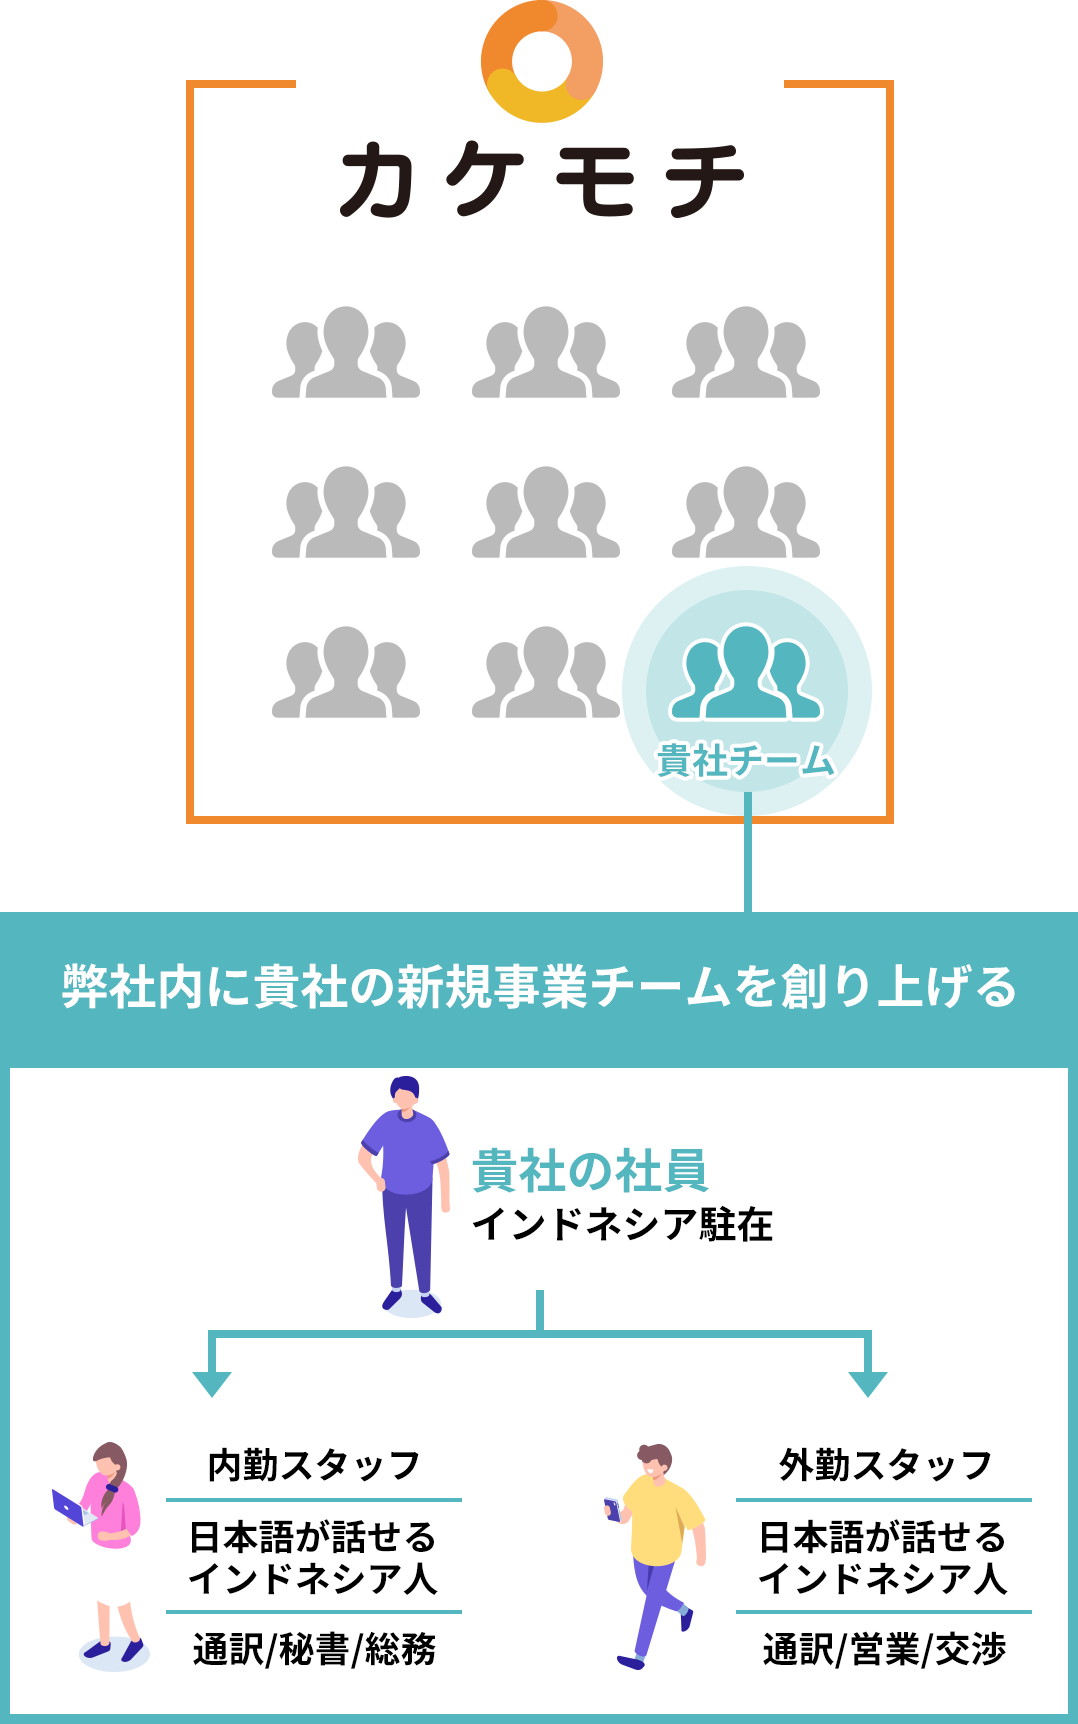 カケモチ
貴社チーム
弊社内に貴社の新規事業チームを創り上げる
貴社の社員
インドネシア駐在
内勤スタッフ
日本語が話せる
インドネシア人
通訳/秘書/総務
外勤スタッフ
日本語が話せる
インドネシア人
通訳/営業/交渉